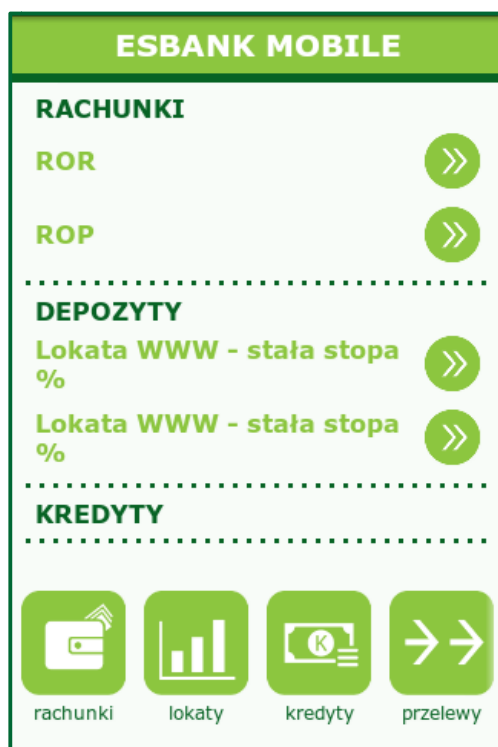 ESBANK MOBILE
RACHUNKI
ROR
ROP
DEPOZYTY
Lokata WWW - stała stopa
%
Lokata WWW - stała stopa
%
KREDYTY
K
rachunki lokaty kredyty przelewy